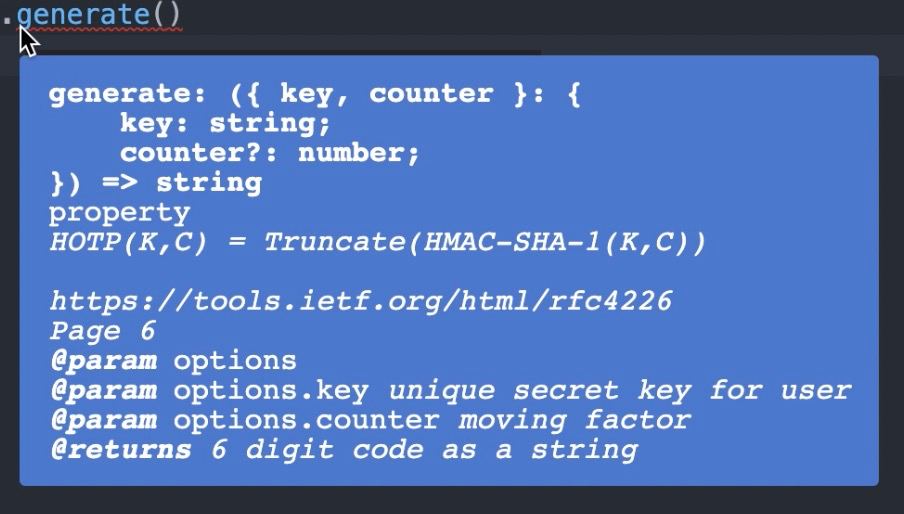 .generate()
generate: ({ key, counter }: {
    key: string;
    counter?: number;
}) => string
property
HOTP(K,C) = Truncate(HMAC-SHA-1(K,C))
https://tools.ietf.org/html/rfc4226
Page 6
@param options
@param options.key unique secret key for user
@param options.counter moving factor
@returns 6 digit code as a string